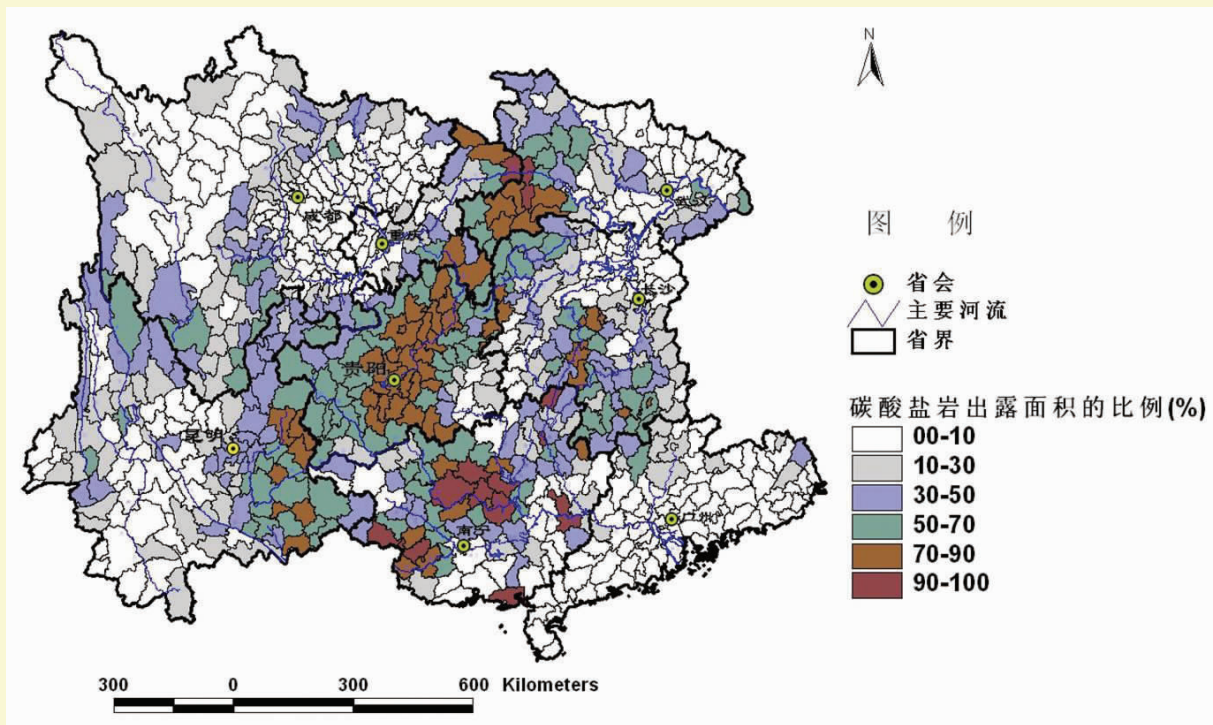 N
成都
重庆
武汉
长沙
贵阳
昆明
南宁
广州
图 例
省会
主要河流
省界
碳酸盐岩出露面积的比例(%)
00-10
10-30
30-50
50-70
70-90
90-100
300 0 300 600 Kilometers